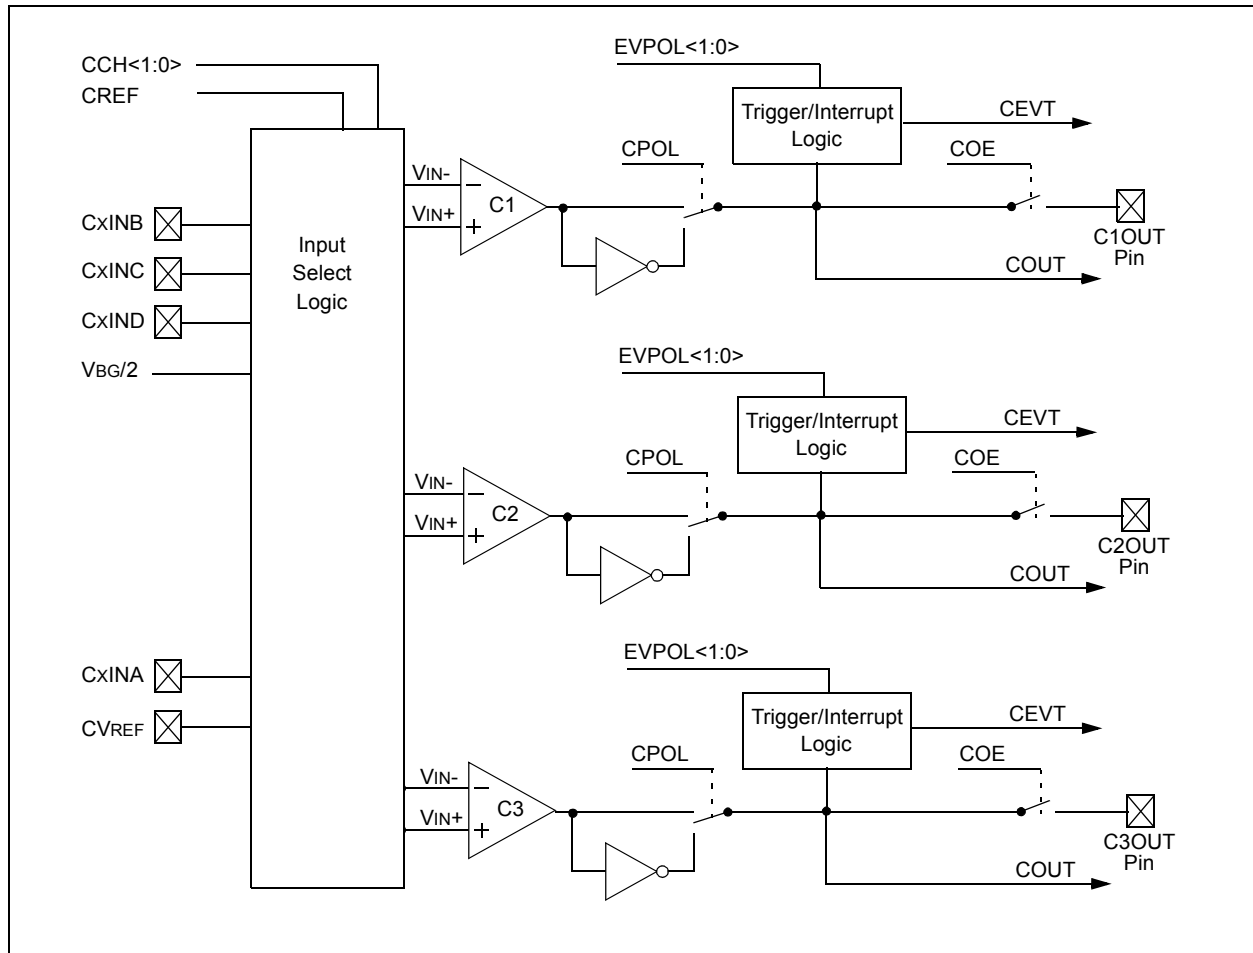 CCH<1:0>
CREF
CxINB
CxINC
CxIND
VBG/2
CxINA
CVREF
Input
Select
Logic
EVPOL<1:0>
Trigger/Interrupt
Logic
CEVT
CPOL
COE
VIN-
VIN+
C1
C1OUT
Pin
COUT
EVPOL<1:0>
Trigger/Interrupt
Logic
CEVT
CPOL
COE
VIN-
VIN+
C2
C2OUT
Pin
COUT
EVPOL<1:0>
Trigger/Interrupt
Logic
CEVT
CPOL
COE
VIN-
VIN+
C3
C3OUT
Pin
COUT